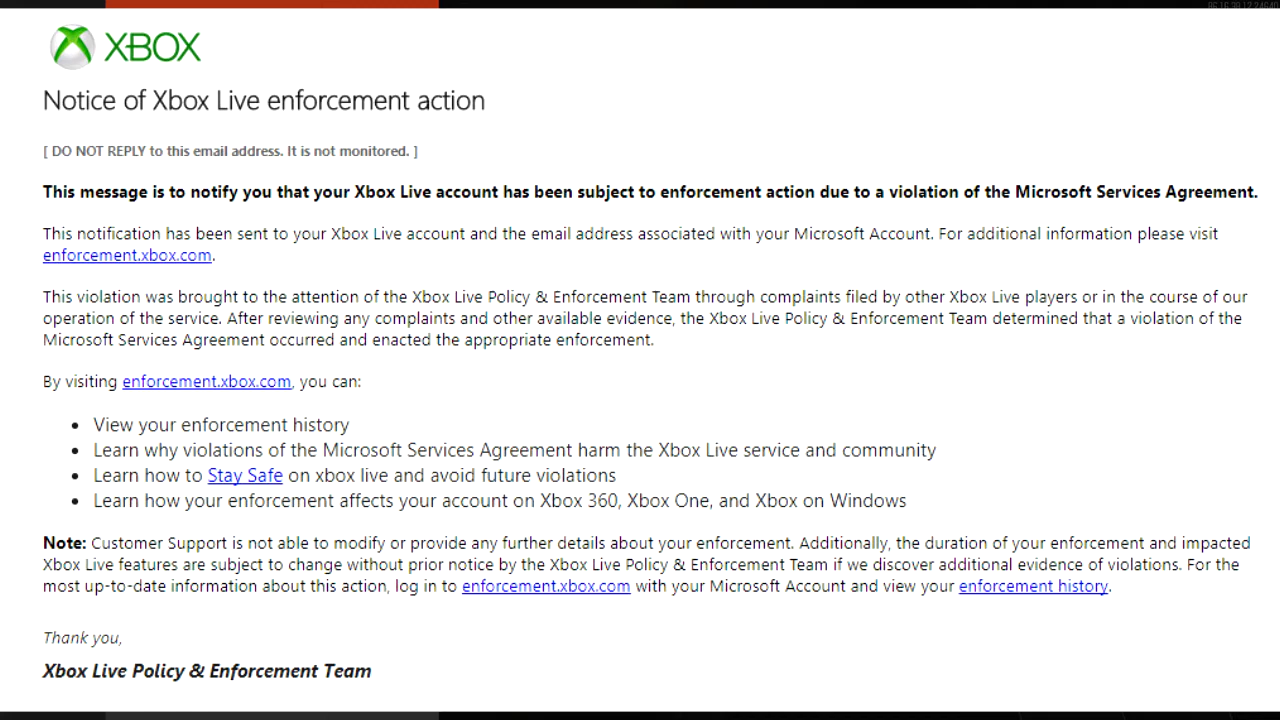 XBOX
Notice of Xbox Live enforcement action
[ DO NOT REPLY to this email address. It is not monitored. ]
This message is to notify you that your Xbox Live account has been subject to enforcement action due to a violation of the Microsoft Services Agreement.
This notification has been sent to your Xbox Live account and the email address associated with your Microsoft Account. For additional information please visit
enforcement.xbox.com.
This violation was brought to the attention of the Xbox Live Policy & Enforcement Team through complaints filed by other Xbox Live players or in the course of our
operation of the service. After reviewing any complaints and other available evidence, the Xbox Live Policy & Enforcement Team determined that a violation of the
Microsoft Services Agreement occurred and enacted the appropriate enforcement.
By visiting enforcement.xbox.com, you can:
• View your enforcement history
• Learn why violations of the Microsoft Services Agreement harm the Xbox Live service and community
• Learn how to Stay Safe on xbox live and avoid future violations
• Learn how your enforcement affects your account on Xbox 360, Xbox One, and Xbox on Windows
Note: Customer Support is not able to modify or provide any further details about your enforcement. Additionally, the duration of your enforcement and impacted
Xbox Live features are subject to change without prior notice by the Xbox Live Policy & Enforcement Team if we discover additional evidence of violations. For the
most up-to-date information about this action, log in to enforcement.xbox.com with your Microsoft Account and view your enforcement history.
Thank you,
Xbox Live Policy & Enforcement Team